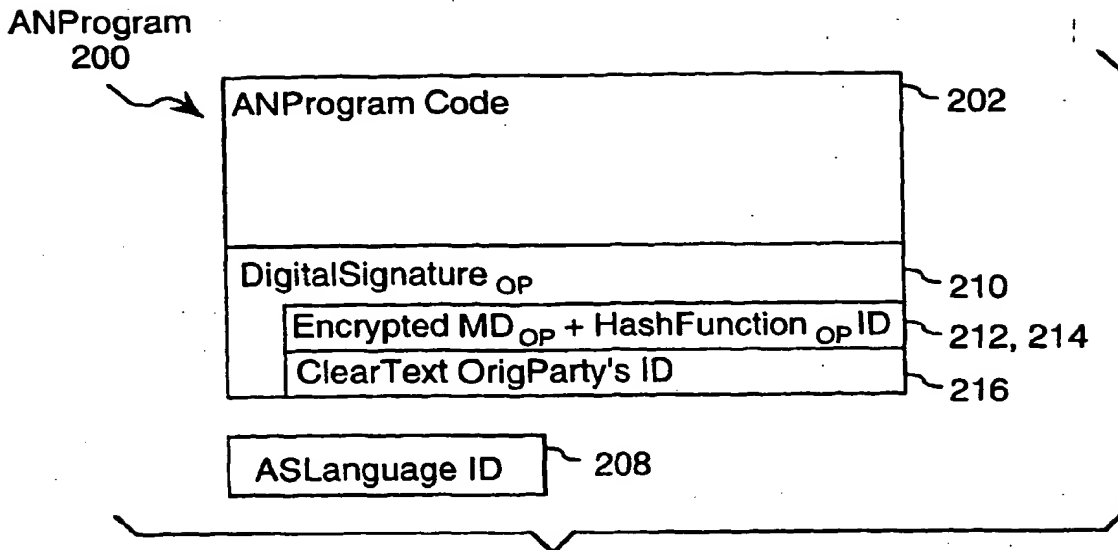 ANProgram
200
ANProgram Code
202
DigitalSignature OP
210
Encrypted MD OP + HashFunction OP ID
212, 214
ClearText OrigParty's ID
216
ASLanguage ID
208